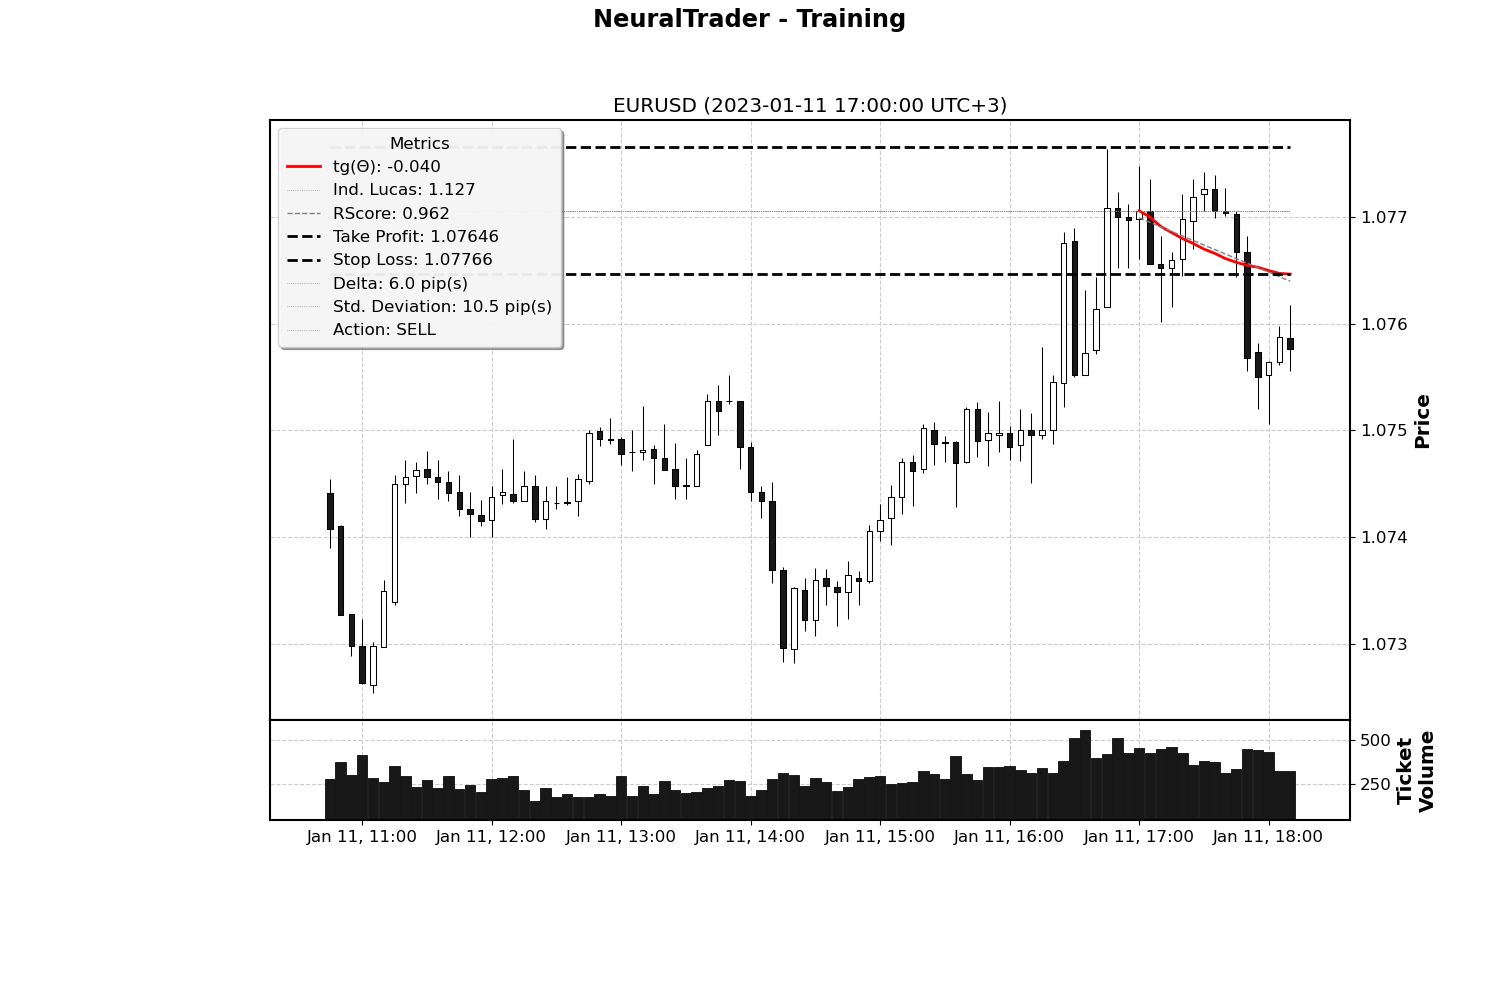 NeuralTrader - Training
EURUSD (2023-01-11 17:00:00 UTC+3)
Metrics
tg(Θ): -0.040
Ind. Lucas: 1.127
RScore: 0.962
Take Profit: 1.07646
Stop Loss: 1.07766
Delta: 6.0 pip(s)
Std. Deviation: 10.5 pip(s)
Action: SELL
1.077
1.076
1.075
1.074
1.073
Price
500
250
Ticket
Volume
Jan 11, 11:00
Jan 11, 12:00
Jan 11, 13:00
Jan 11, 14:00
Jan 11, 15:00
Jan 11, 16:00
Jan 11, 17:00
Jan 11, 18:00